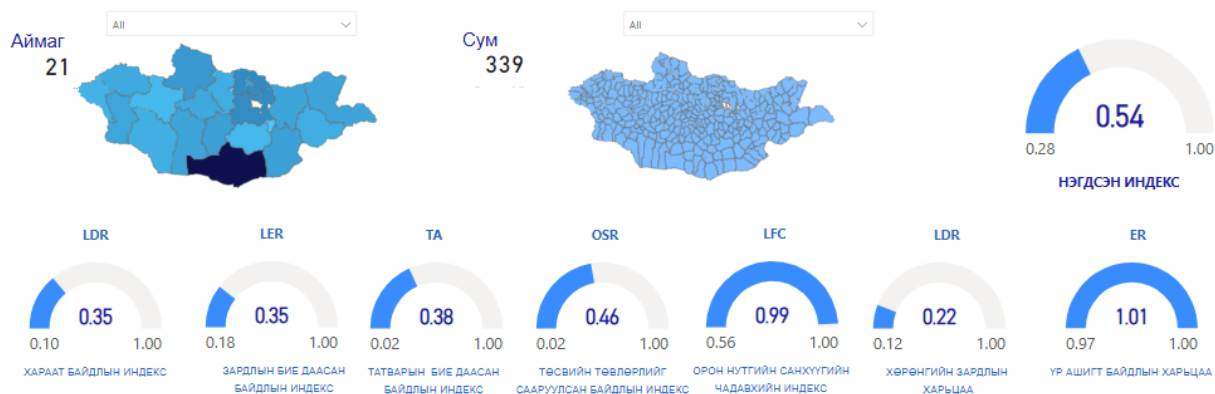 All
All
Аймаг
21
Сум
339
0.54
0.28 1.00
НЭГДСЭН ИНДЕКС
LDR LER TA OSR LFC LDR ER
0.35 0.35 0.38 0.46 0.99 0.22 1.01
0.10 1.00 0.18 1.00 0.02 1.00 0.02 1.00 0.56 1.00 0.12 1.00 0.97 1.00
ХАРААТ БАЙДЛЫН ИНДЕКС
ЗАРДЛЫН БИЕ ДААСАН
БАЙДЛЫН ИНДЕКС
ТАТВАРЫН БИЕ ДААСАН
БАЙДЛЫН ИНДЕКС
ТӨСВИЙН ТӨВЛӨРЛИЙГ
СААРУУЛСАН БАЙДЛЫН ИНДЕКС
ОРОН НУТГИЙН САНХҮҮГИЙН
ЧАДАВХИЙН ИНДЕКС
ХӨРӨНГИЙН ЗАРДЛЫН
ХАРЬЦАА
ҮР АШИГТ БАЙДЛЫН ХАРЬЦАА